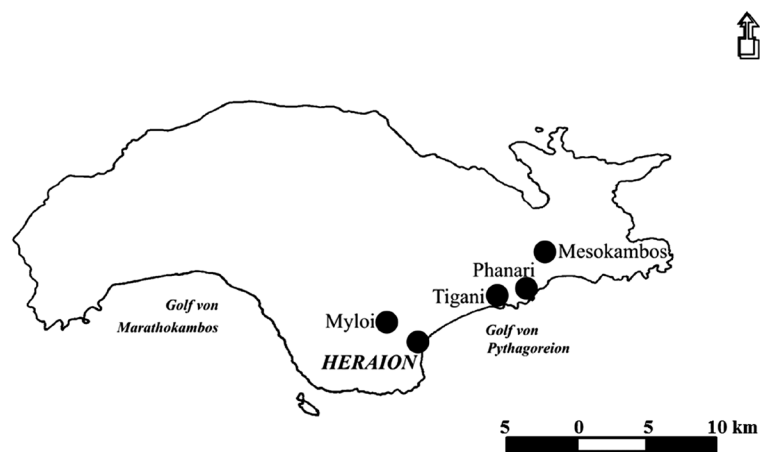 Mesokambos
Phanari
Tigani
Golf von
Marathokambos
Myloi
Golf von
Pythagoreion
HERAION
5 0 5 10 km